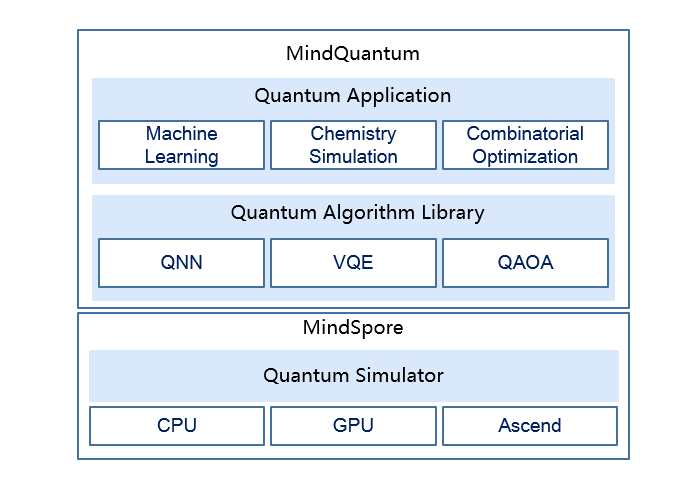 MindQuantum
Quantum Application
Machine
Learning
Chemistry
Simulation
Combinatorial
Optimization
Quantum Algorithm Library
QNN
VQE
QAOA
MindSpore
Quantum Simulator
CPU
GPU
Ascend